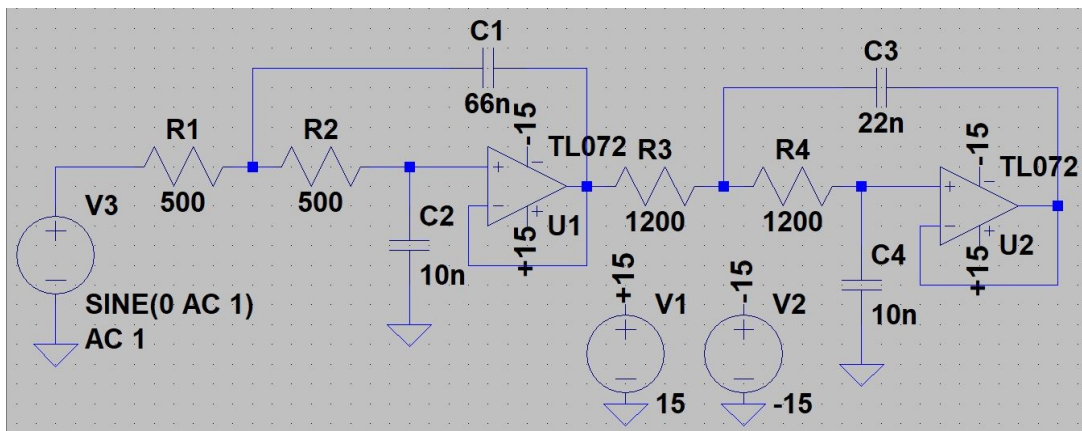 C1
66n
C3
22n
R1
500
R2
500
-15
TL072
+15
U1
R3
1200
R4
1200
-15
TL072
+15
U2
V3
SINE(0 AC 1)
AC 1
C2
10n
+15
V1
15
-15
V2
-15
C4
10n